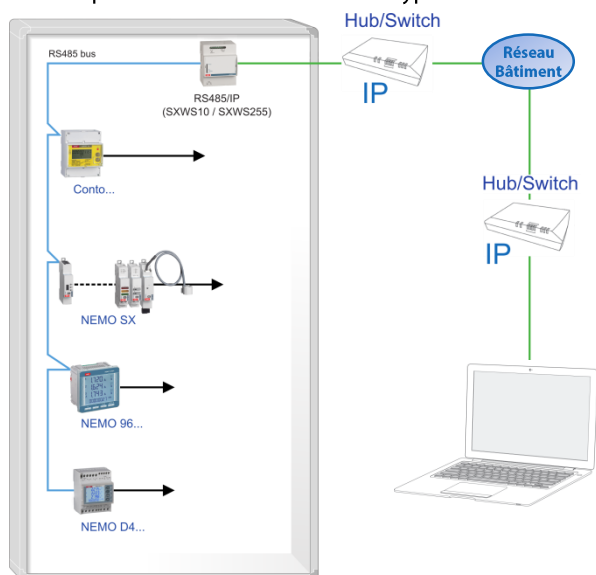 Hub/Switch
RS485 bus
Réseau
Bâtiment
IP
RS485/IP
(SXWS10 / SXWS255)
Conto...
Hub/Switch
IP
NEMO SX
NEMO 96...
NEMO D4...